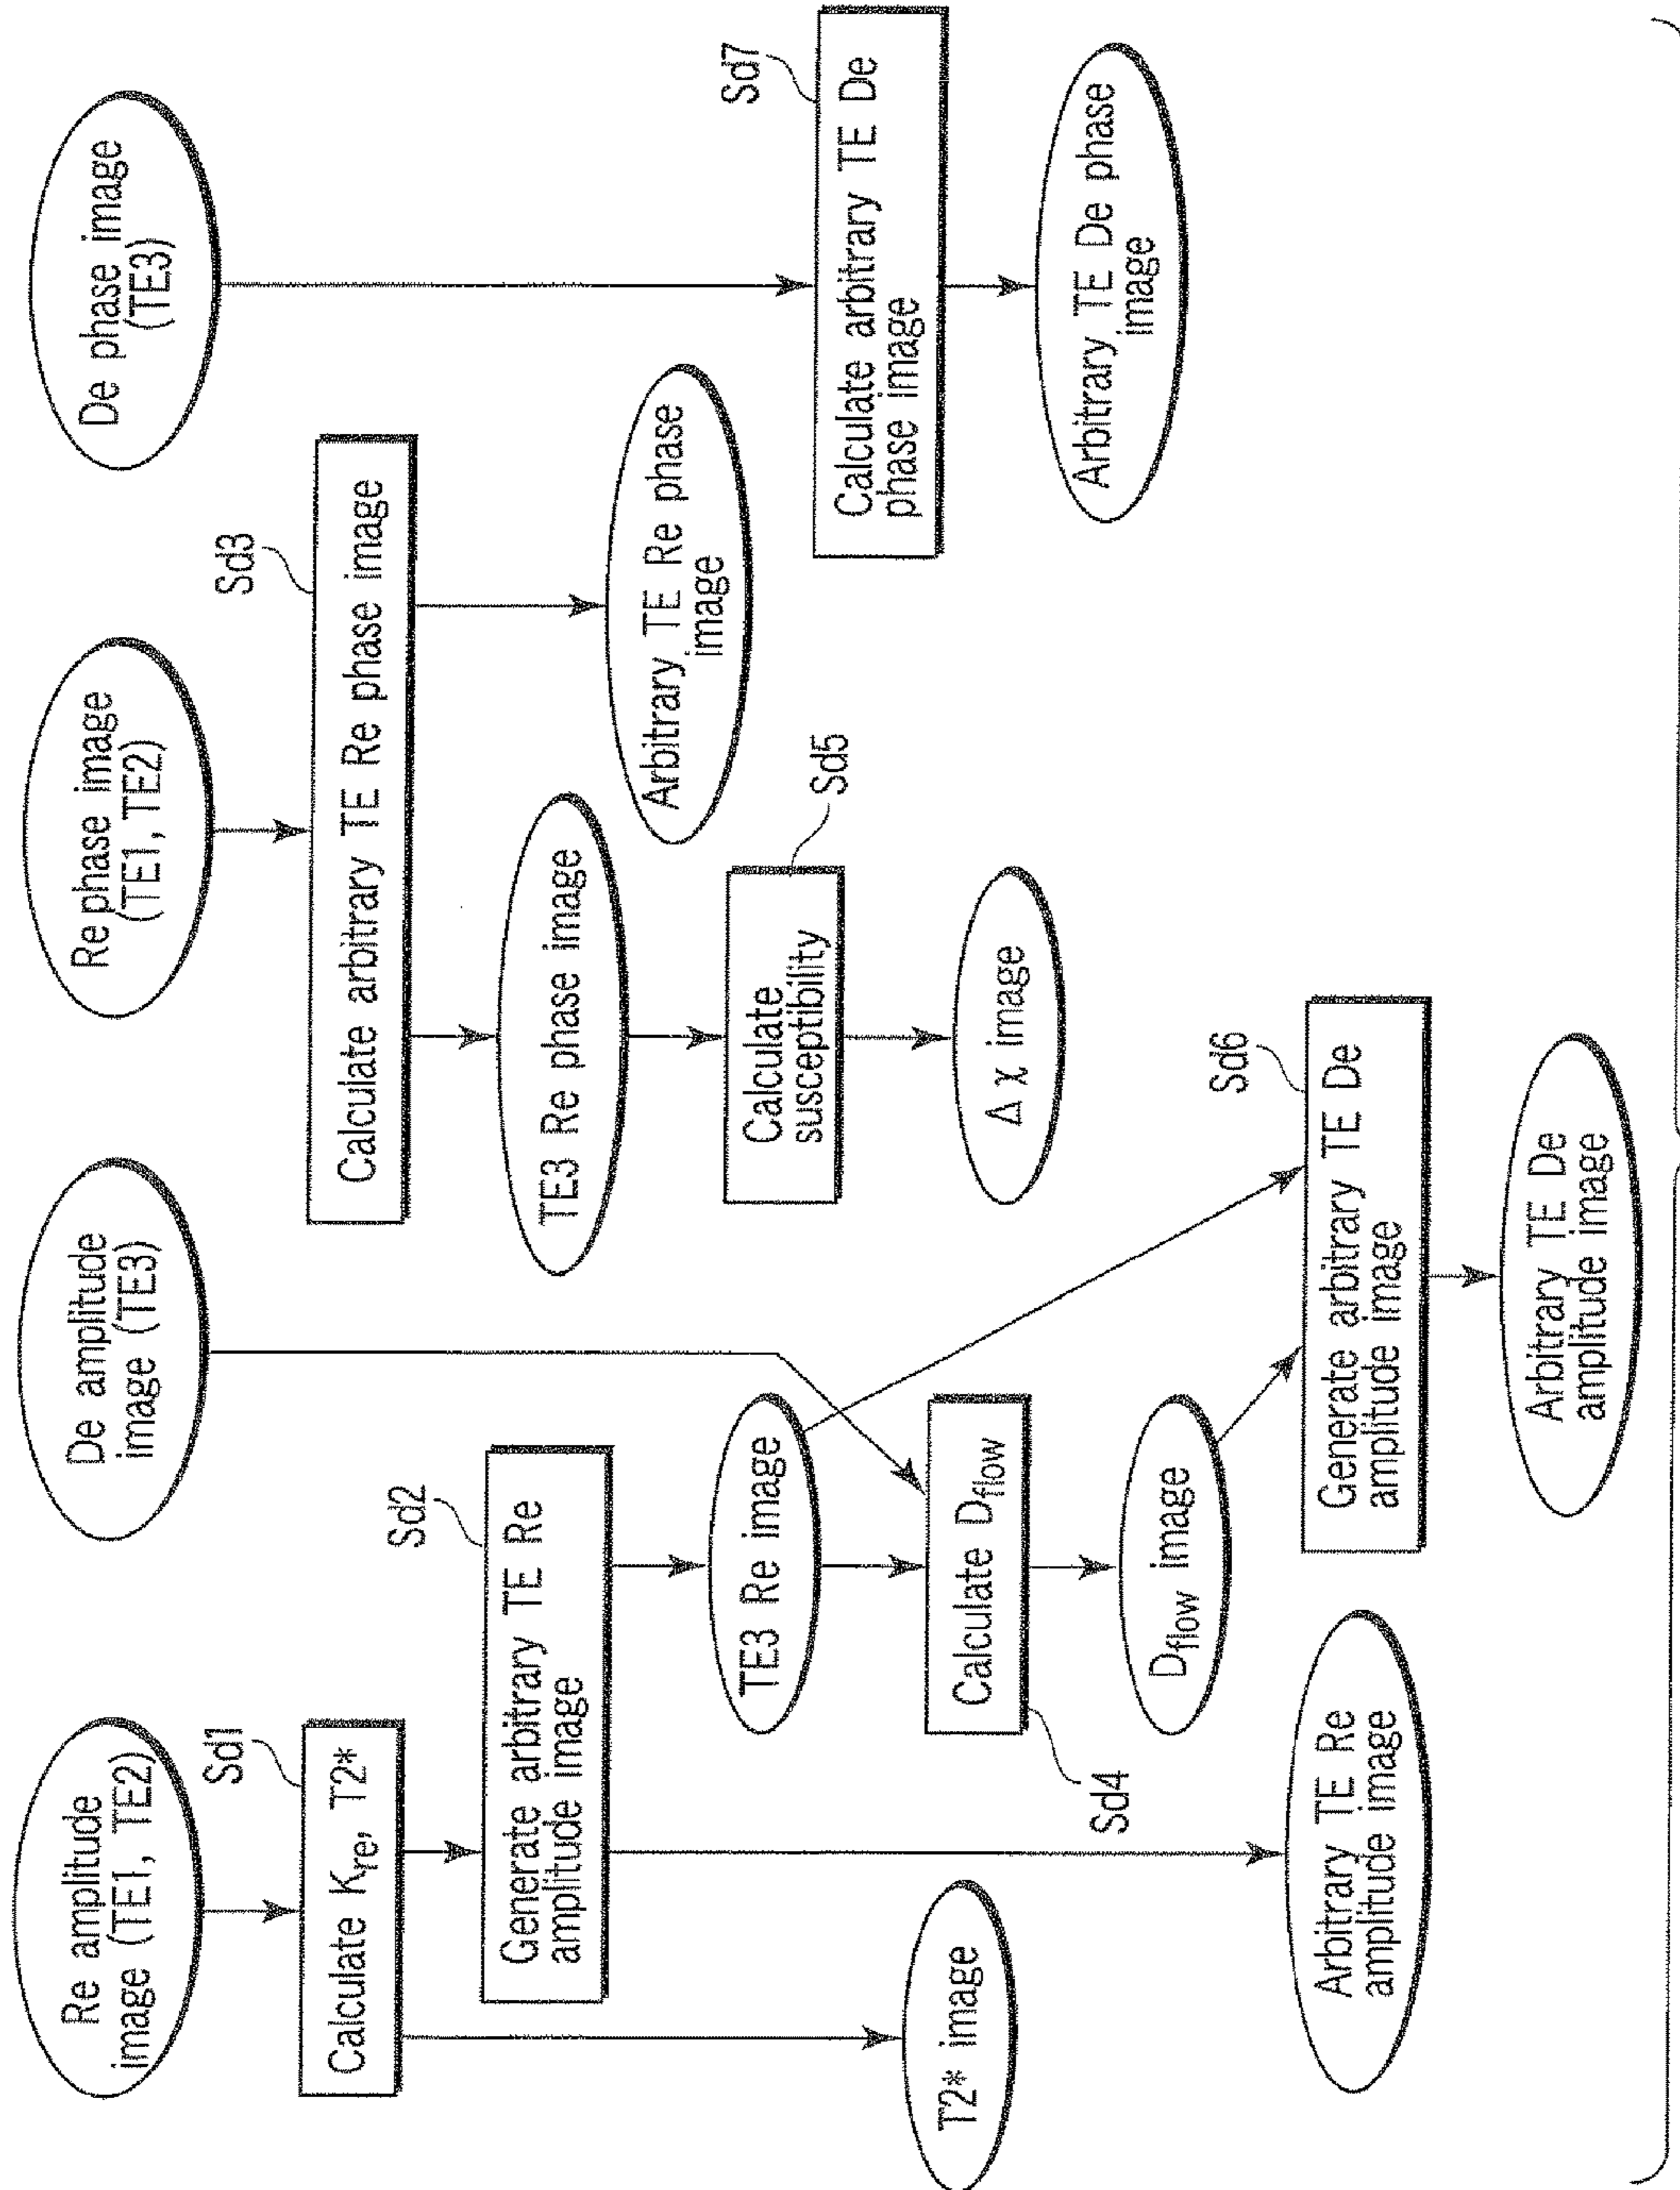 Re amplitude
image (TE1, TE2)
De amplitude
image (TE3)
Re phase image
(TE1, TE2)
De phase image
(TE3)
Sd1
Calculate Kre, T2*
Sd3
Calculate arbitrary TE Re phase image
Sd2
Generate arbitrary TE Re
amplitude image
TE3 Re image
TE3 Re phase image
Arbitrary TE Re phase
image
Sd7
Calculate arbitrary TE De
phase image
T2* image
Calculate Dflow
Sd4
Calculate
susceptibility
Sd5
Arbitrary TE De phase
image
Dflow image
Δχ image
Arbitrary TE Re
amplitude image
Sd6
Generate arbitrary TE De
amplitude image
Arbitrary TE De
amplitude image